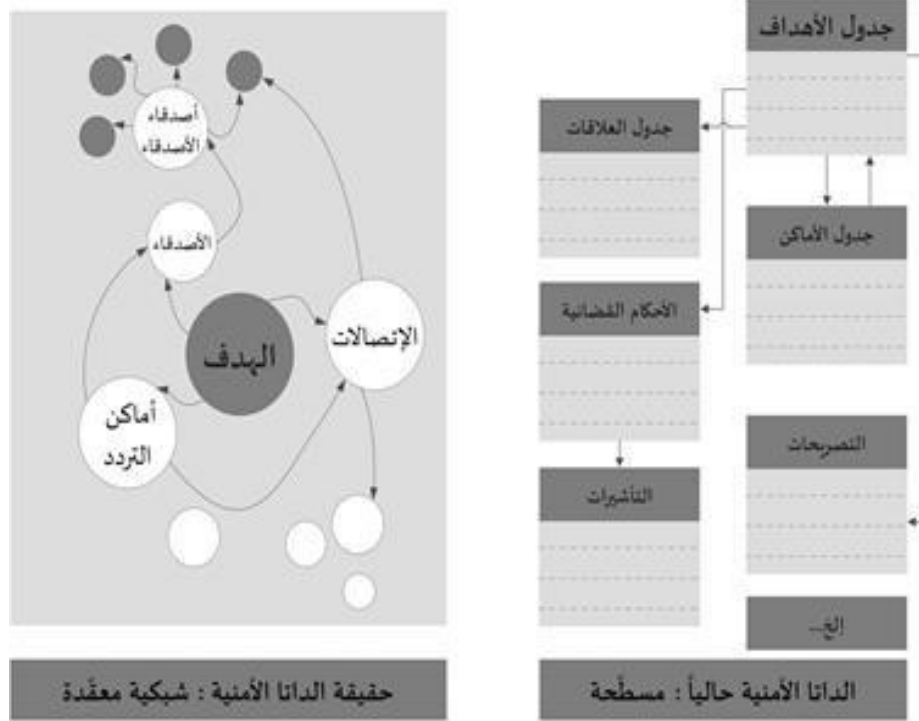 جدول الأهداف
جدول العلاقات
جدول الأماكن
الأحكام القضائية
التصريحات
التأشيرات
إلخ...
الداتا الأمنية حالياً : مسطّحة
أصدقاء
الأصدقاء
الأصدقاء
الهدف
الإتصالات
أماكن
التردد
حقيقة الداتا الأمنية : شبكية معقّدة